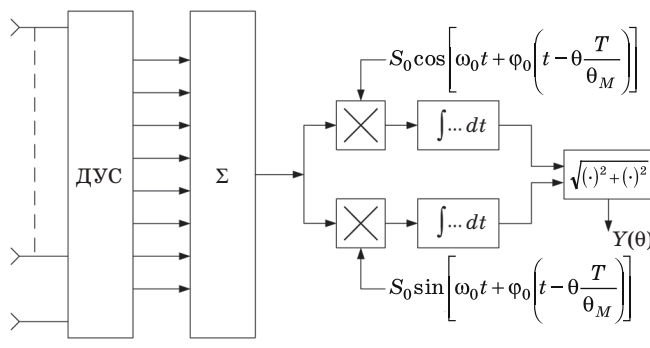 S₀cos[ω₀t + φ₀(t − θ T/θ_M)]
∫... dt
ДУС
Σ
√(·)² + (·)²
∫... dt
Y(θ)
S₀sin[ω₀t + φ₀(t − θ T/θ_M)]